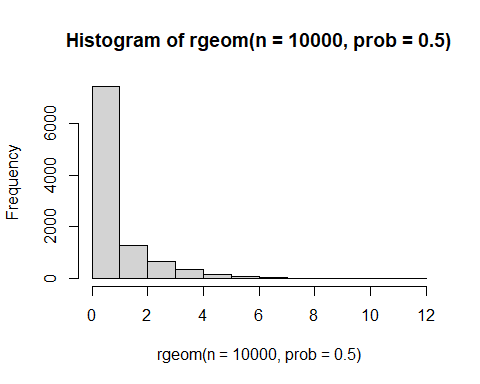 Histogram of rgeom(n = 10000, prob = 0.5)
Frequency
6000
4000
2000
0
0 2 4 6 8 10 12
rgeom(n = 10000, prob = 0.5)